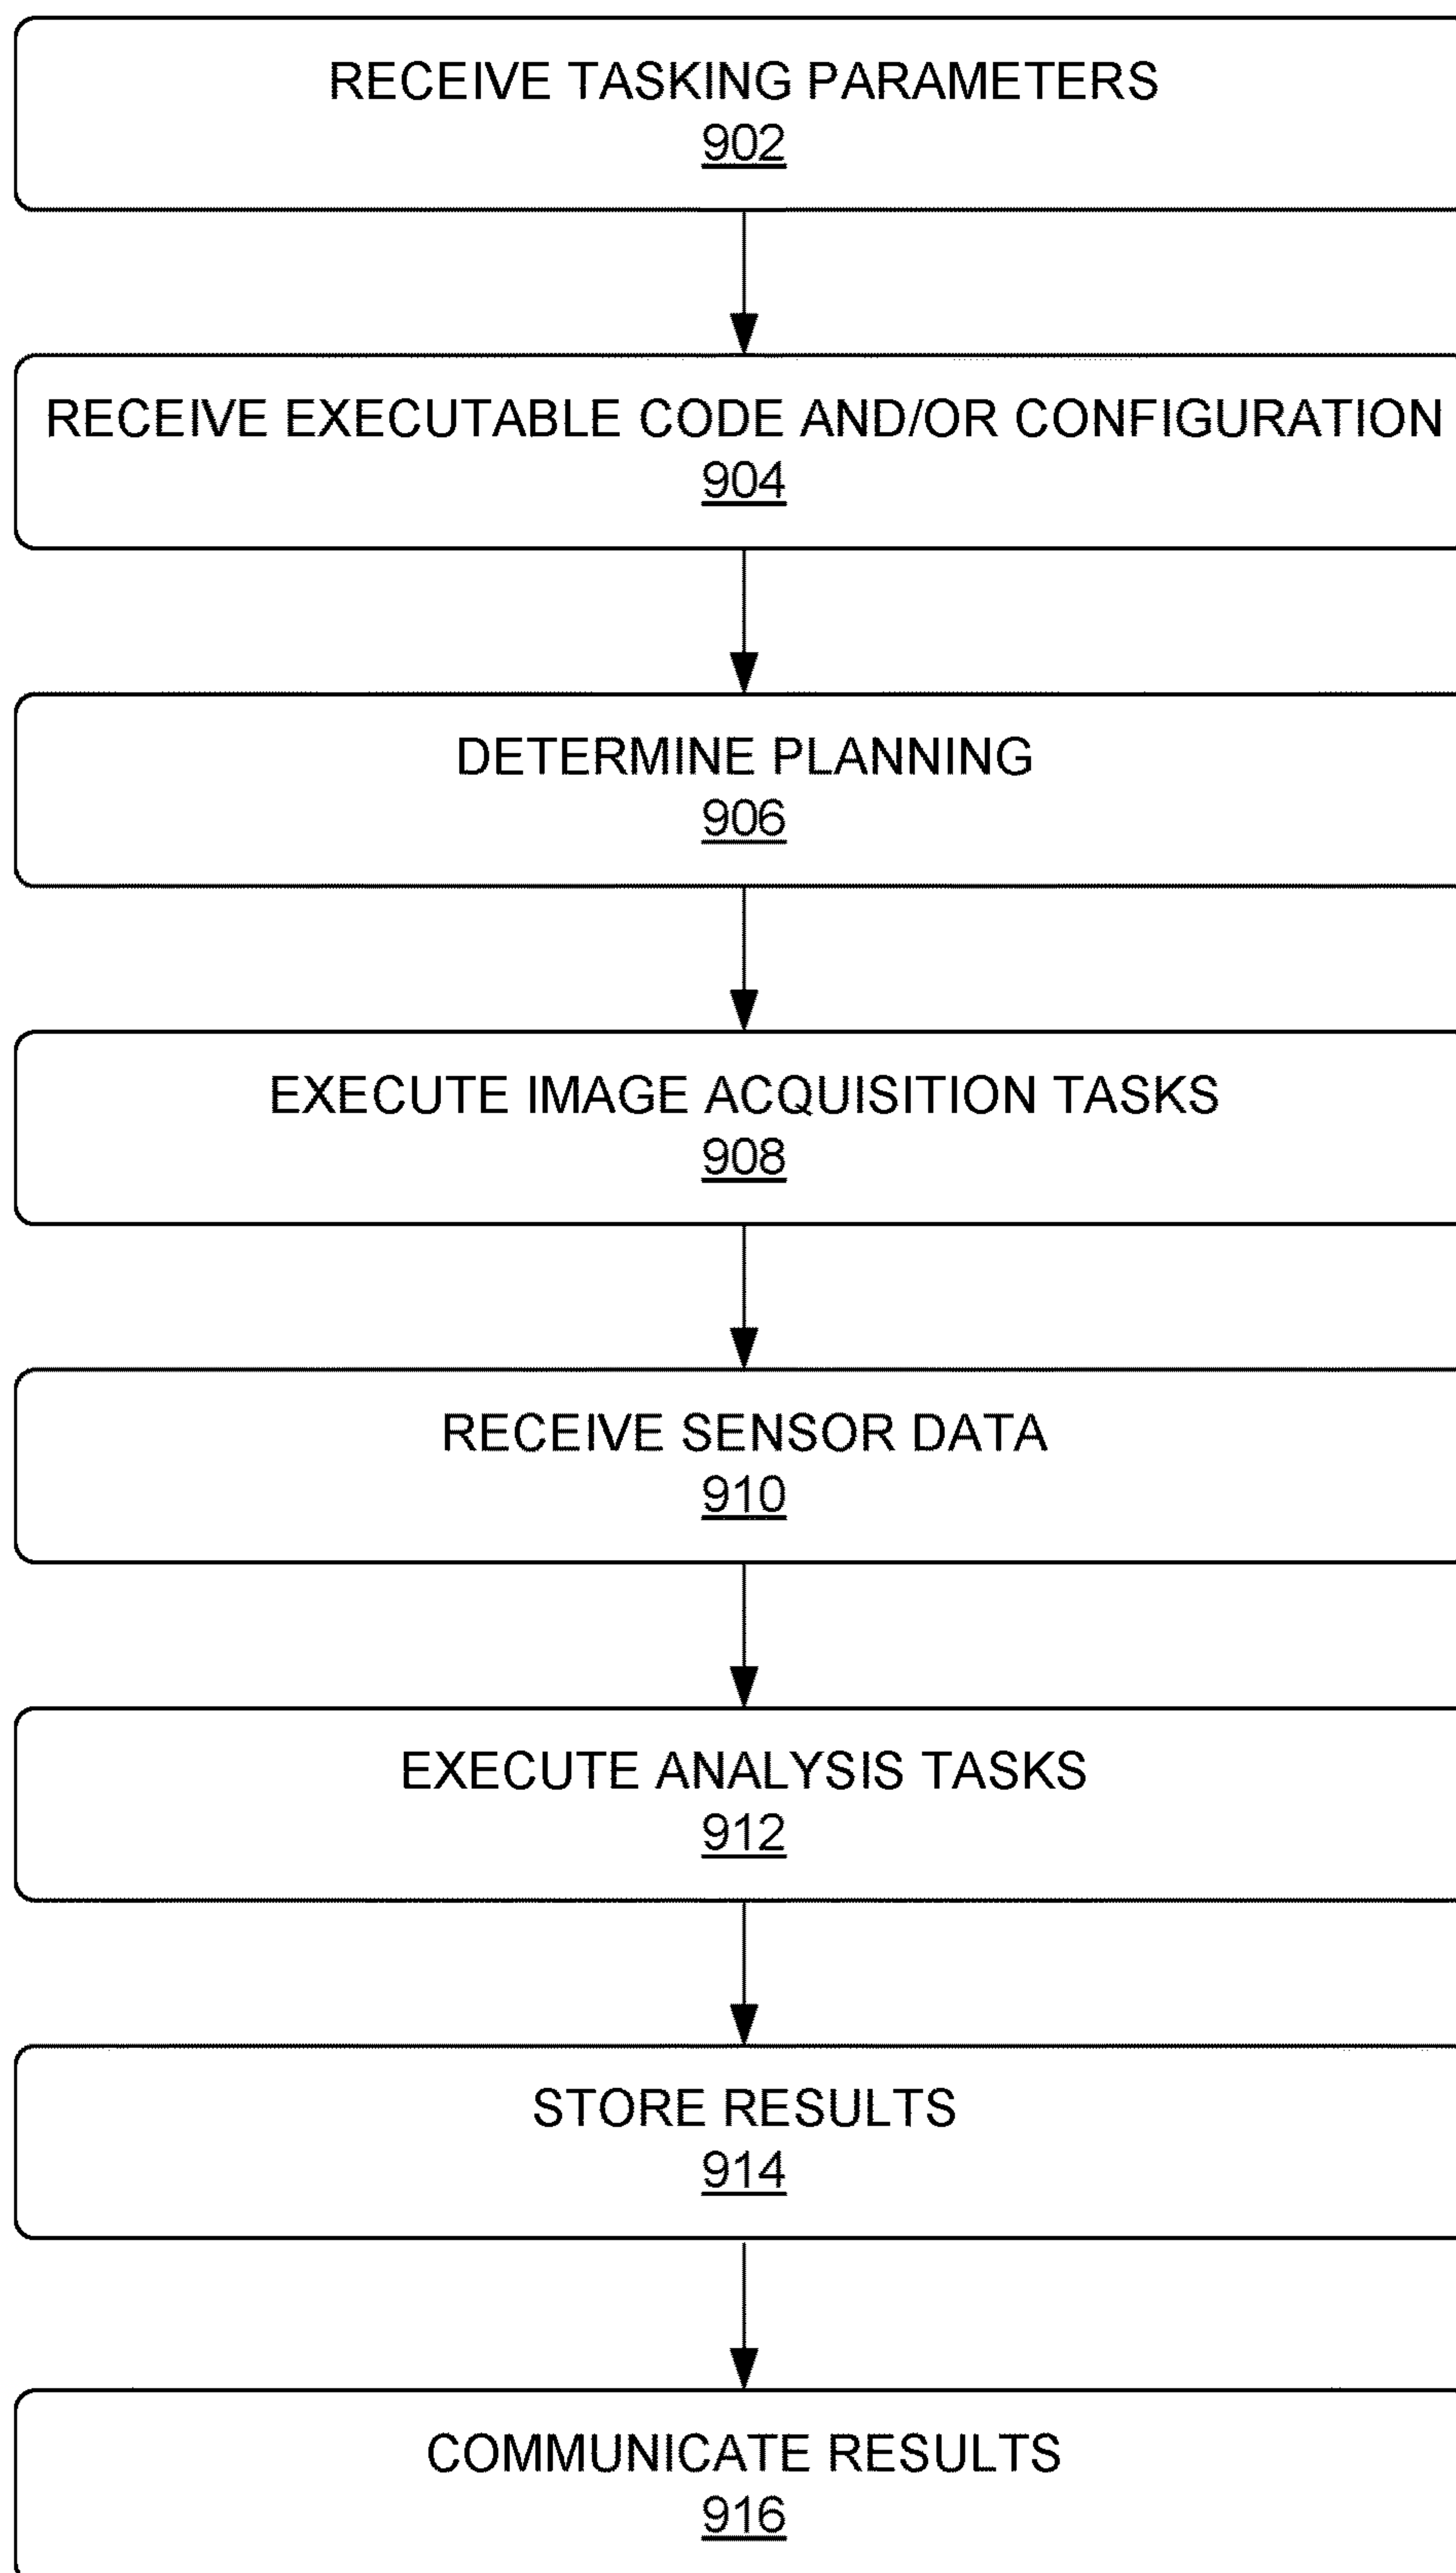 RECEIVE TASKING PARAMETERS
902
RECEIVE EXECUTABLE CODE AND/OR CONFIGURATION
904
DETERMINE PLANNING
906
EXECUTE IMAGE ACQUISITION TASKS
908
RECEIVE SENSOR DATA
910
EXECUTE ANALYSIS TASKS
912
STORE RESULTS
914
COMMUNICATE RESULTS
916